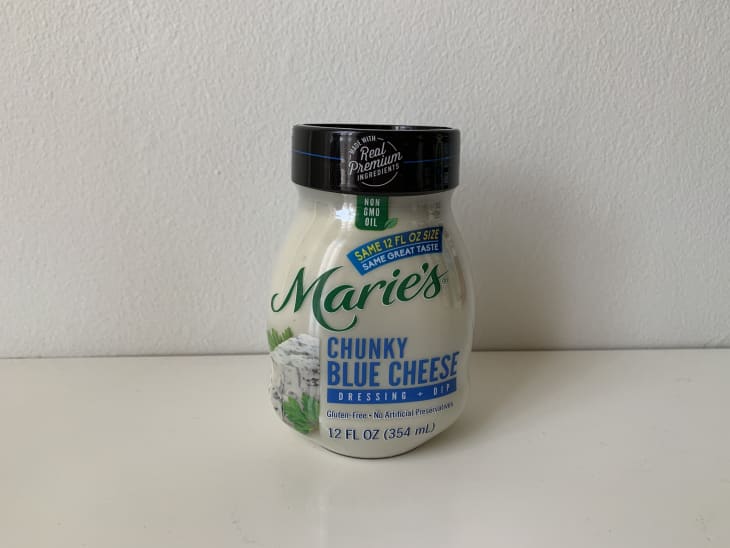 MADE WITH
Real
Premium
INGREDIENTS
NON
GMO
OIL
SAME 12 FL OZ SIZE
SAME GREAT TASTE
Marie's
CHUNKY
BLUE CHEESE
DRESSING + DIP
Gluten-Free • No Artificial Preservatives
12 FL OZ (354 mL)